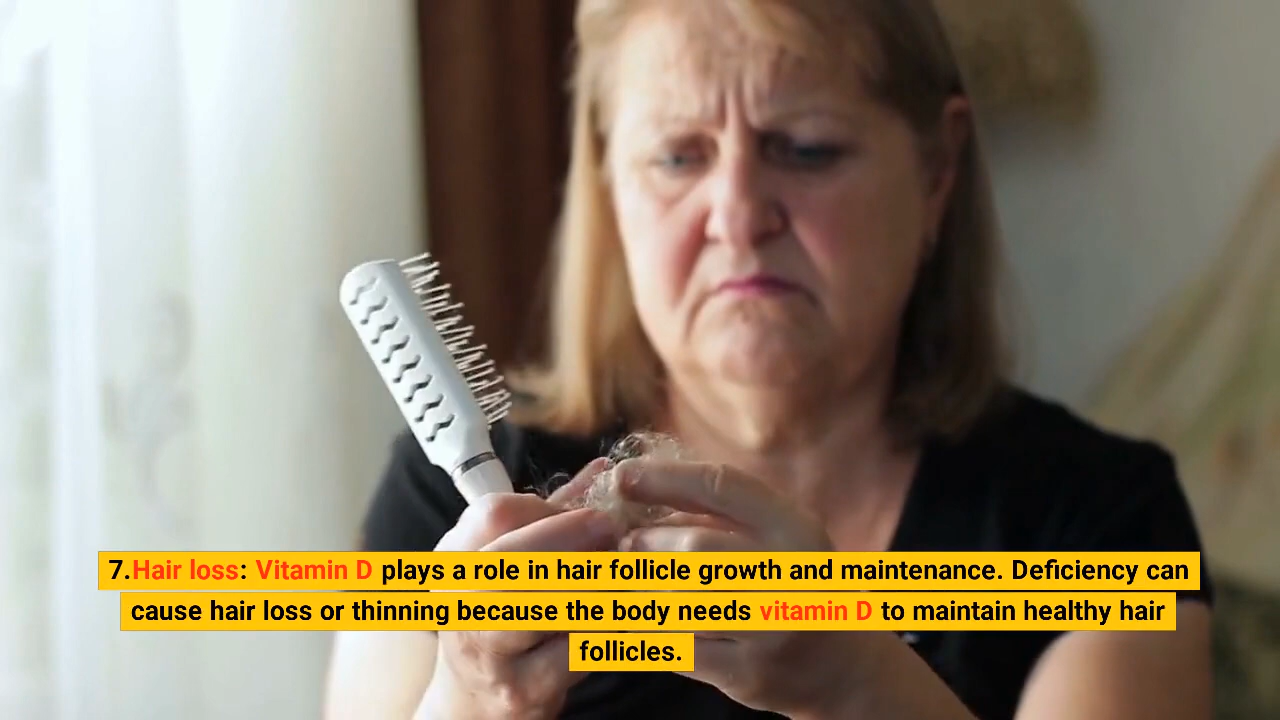 7.Hair loss: Vitamin D plays a role in hair follicle growth and maintenance. Deficiency can
cause hair loss or thinning because the body needs vitamin D to maintain healthy hair
follicles.